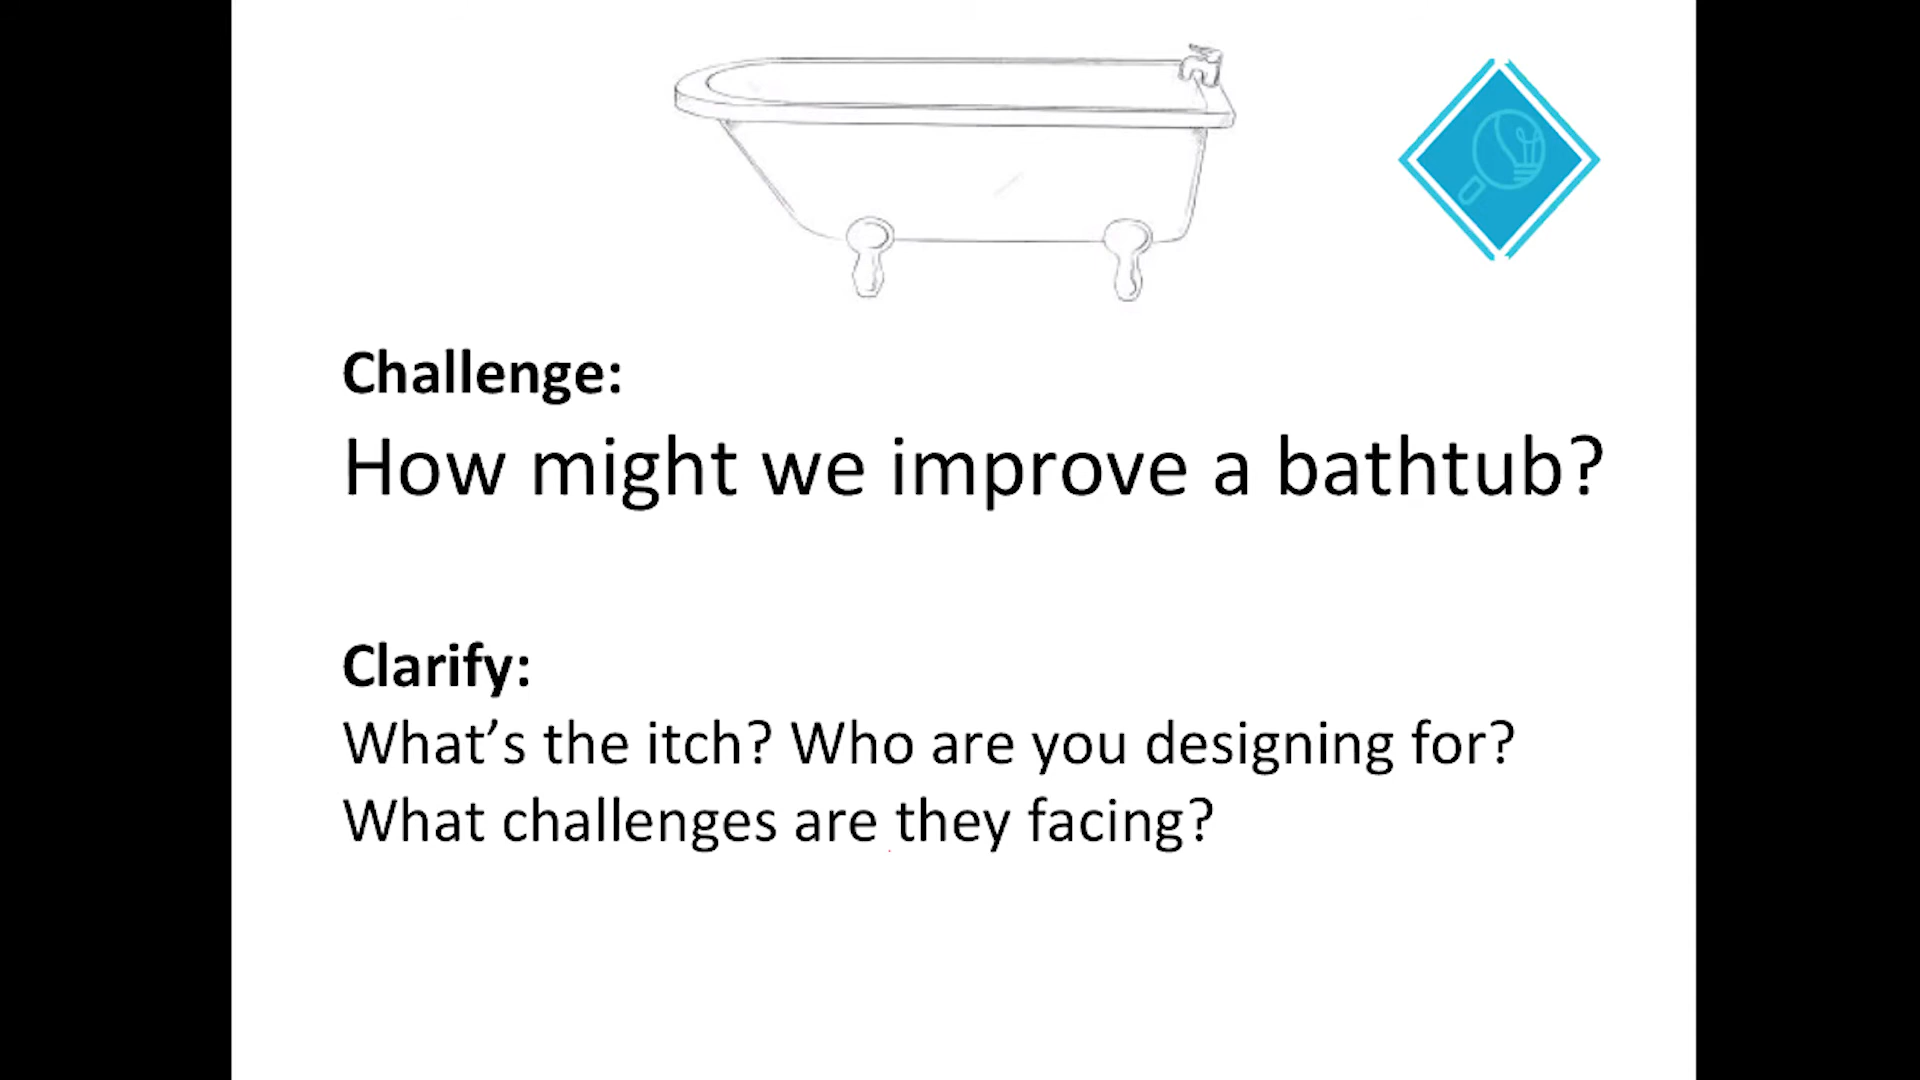 Challenge:
How might we improve a bathtub?
Clarify:
What’s the itch? Who are you designing for?
What challenges are they facing?